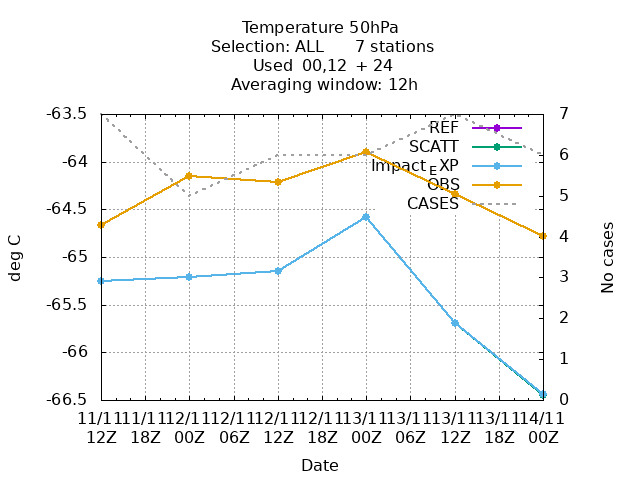 Temperature 50hPa
Selection: ALL 7 stations
Used 00,12 + 24
Averaging window: 12h
-63.5
-64
-64.5
-65
-65.5
-66
-66.5
deg C
7
6
5
4
3
2
1
0
No cases
REF
SCATT
Impact_EXP
OBS
CASES
11/11 11/11 12/11 12/11 12/11 12/11 13/11 13/11 13/11 13/11 14/11
12Z 18Z 00Z 06Z 12Z 18Z 00Z 06Z 12Z 18Z 00Z
Date